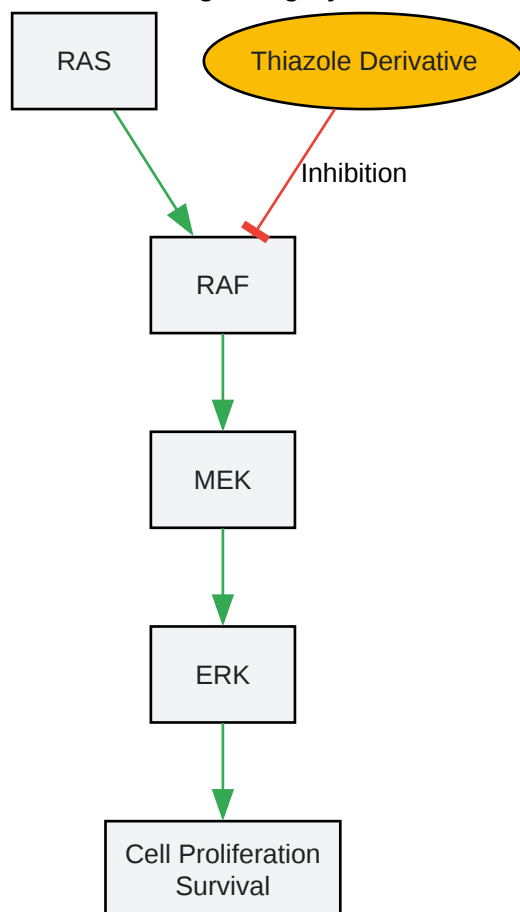 RAS
Thiazole Derivative
Inhibition
RAF
MEK
ERK
Cell Proliferation
Survival